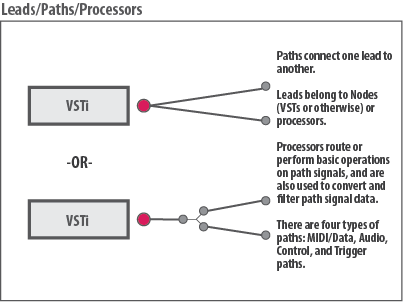 Leads/Paths/Processors
Paths connect one lead to
another.
VSTi
Leads belong to Nodes
(VSTs or otherwise) or
processors.
-OR-
Processors route or
perform basic operations
on path signals, and are
also used to convert and
filter path signal data.
VSTi
There are four types of
paths: MIDI/Data, Audio,
Control, and Trigger
paths.